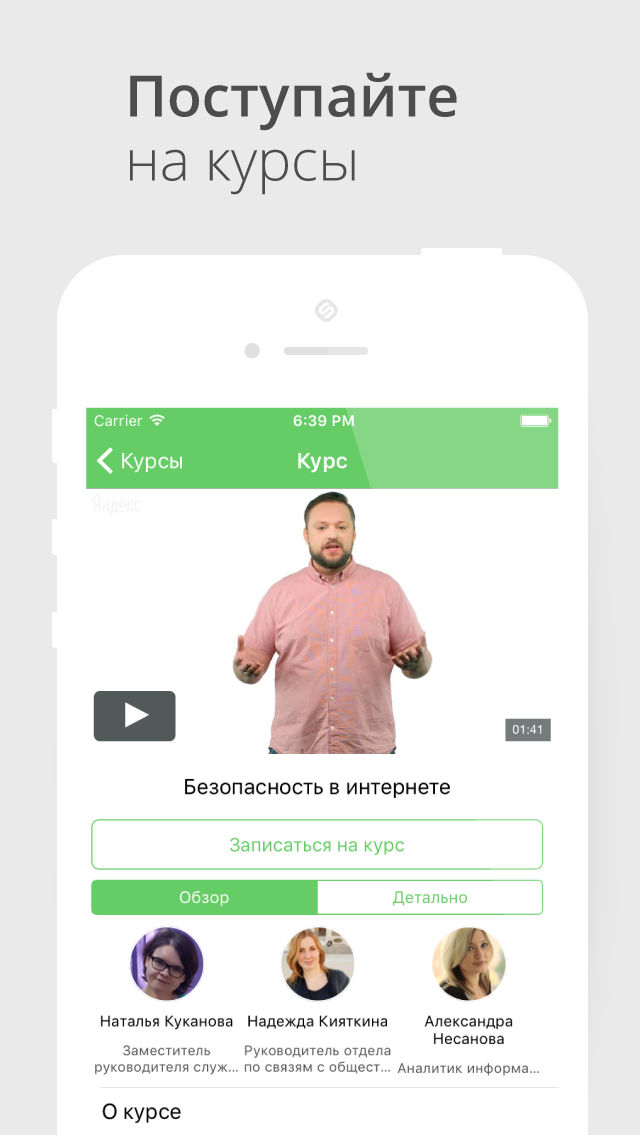 Поступайте
на курсы
Carrier 6:39 PM
Курсы Курс
Яндекс
01:41
Безопасность в интернете
Записаться на курс
Обзор Детально
Наталья Куканова Надежда Кияткина Александра
Несанова
Заместитель Руководитель отдела
руководителя служ... по связям с общест... Аналитик информа...
О курсе